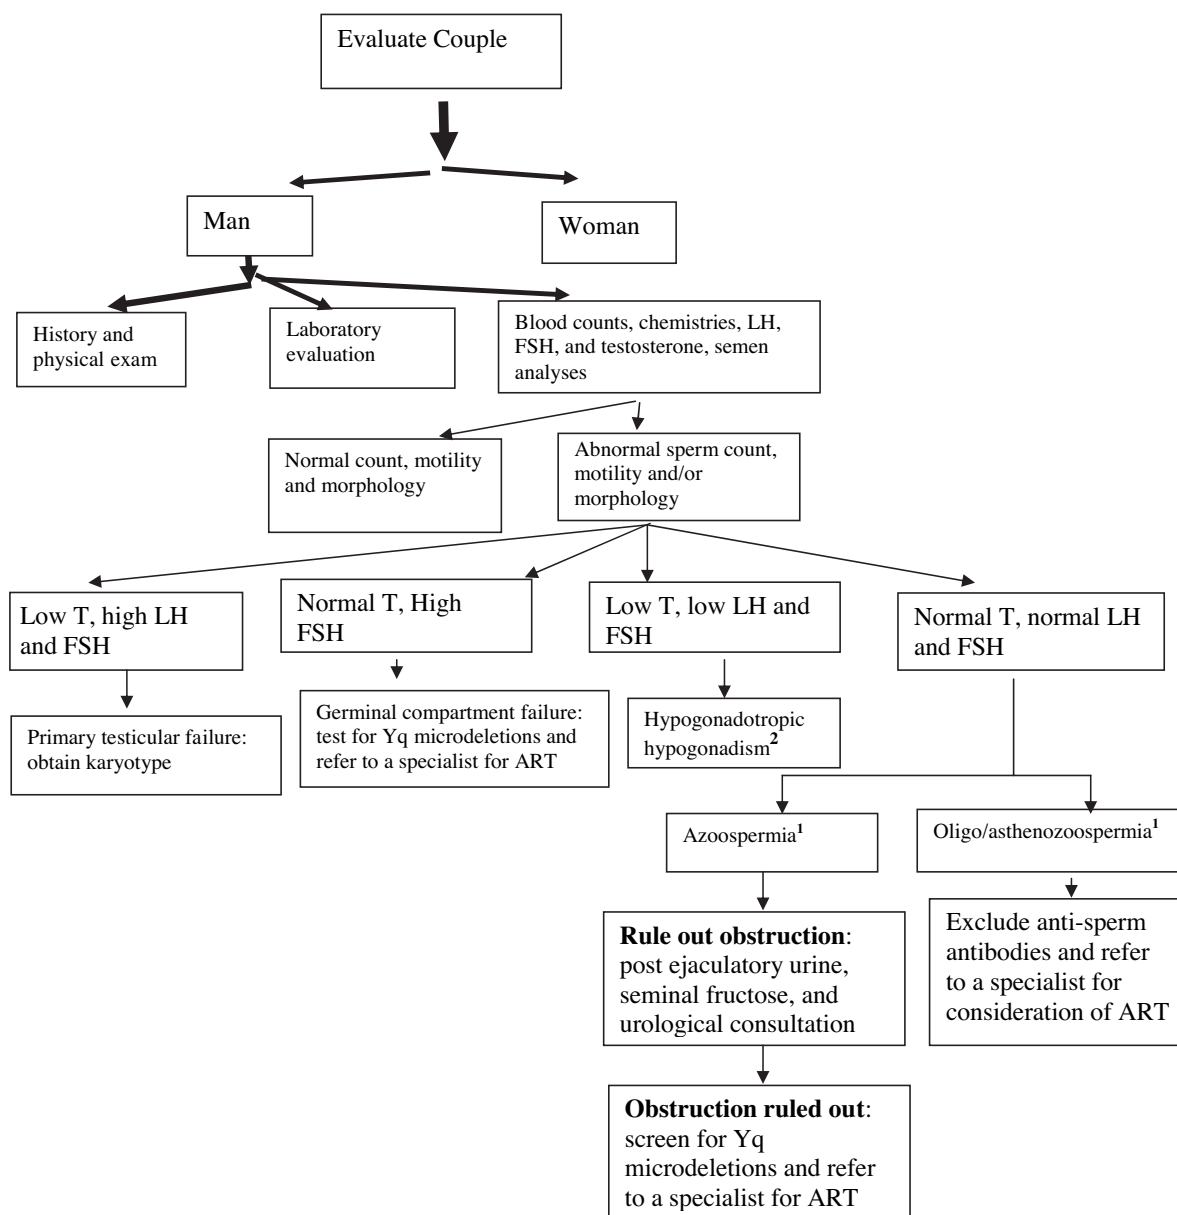 Evaluate Couple
Man
Woman
History and
physical exam
Laboratory
evaluation
Blood counts, chemistries, LH,
FSH, and testosterone, semen
analyses
Normal count, motility
and morphology
Abnormal sperm count,
motility and/or
morphology
Low T, high LH
and FSH
Normal T, High
FSH
Low T, low LH and
FSH
Normal T, normal LH
and FSH
Primary testicular failure:
obtain karyotype
Germinal compartment failure:
test for Yq microdeletions and
refer to a specialist for ART
Hypogonadotropic
hypogonadism²
Azoospermia¹
Oligo/asthenozoospermia¹
Rule out obstruction:
post ejaculatory urine,
seminal fructose, and
urological consultation
Exclude anti-sperm
antibodies and refer
to a specialist for
consideration of ART
Obstruction ruled out:
screen for Yq
microdeletions and refer
to a specialist for ART